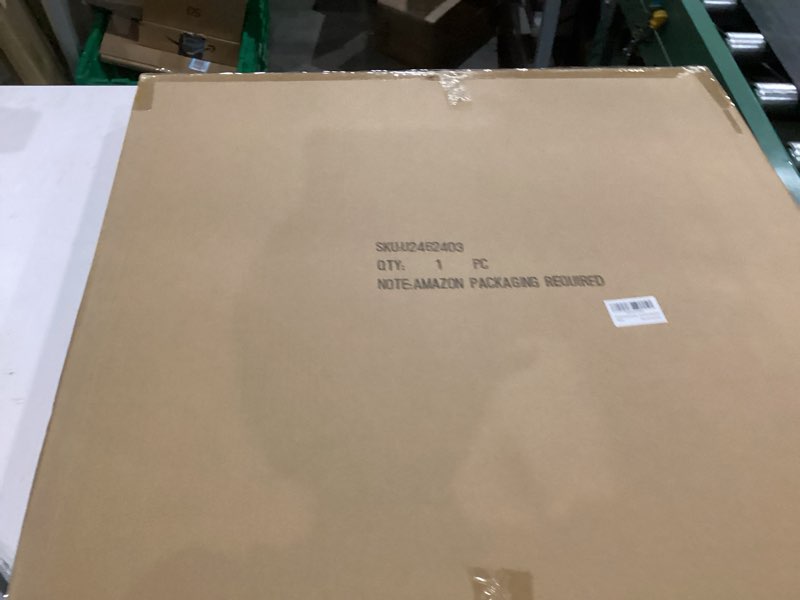 SKU:U2462403
QTY: 1 PC
NOTE:AMAZON PACKAGING REQUIRED